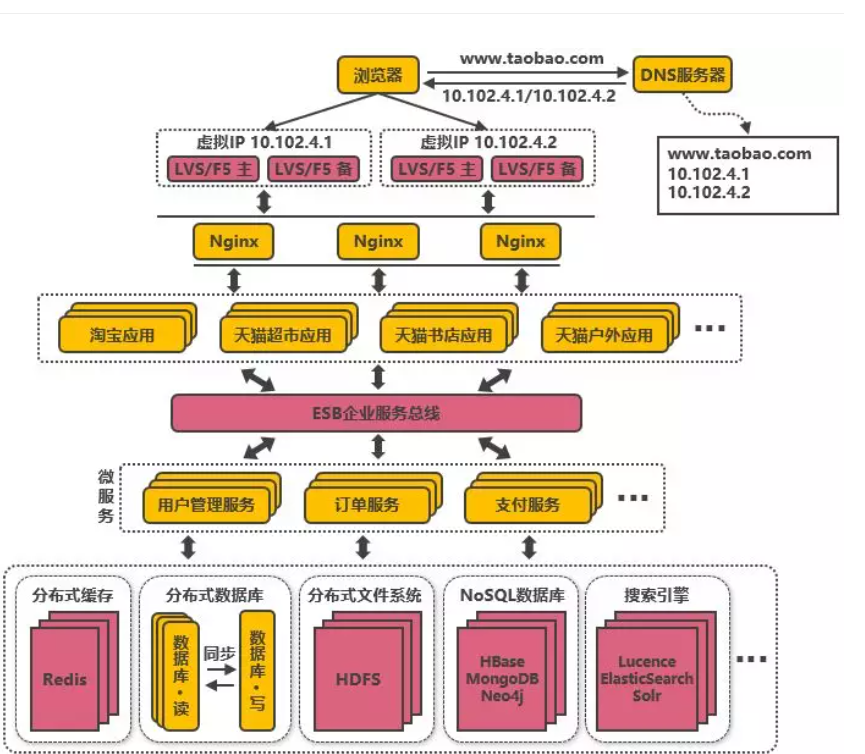 www.taobao.com
浏览器
DNS服务器
10.102.4.1/10.102.4.2
虚拟IP 10.102.4.1
虚拟IP 10.102.4.2
www.taobao.com
10.102.4.1
10.102.4.2
LVS/F5 主
LVS/F5 备
LVS/F5 主
LVS/F5 备
Nginx
Nginx
Nginx
淘宝应用
天猫超市应用
天猫书店应用
天猫户外应用
ESB企业服务总线
微服务
用户管理服务
订单服务
支付服务
分布式缓存
分布式数据库
分布式文件系统
NoSQL数据库
搜索引擎
Redis
数据库·读
同步
数据库·写
HDFS
HBase
MongoDB
Neo4j
Lucence
ElasticSearch
Solr